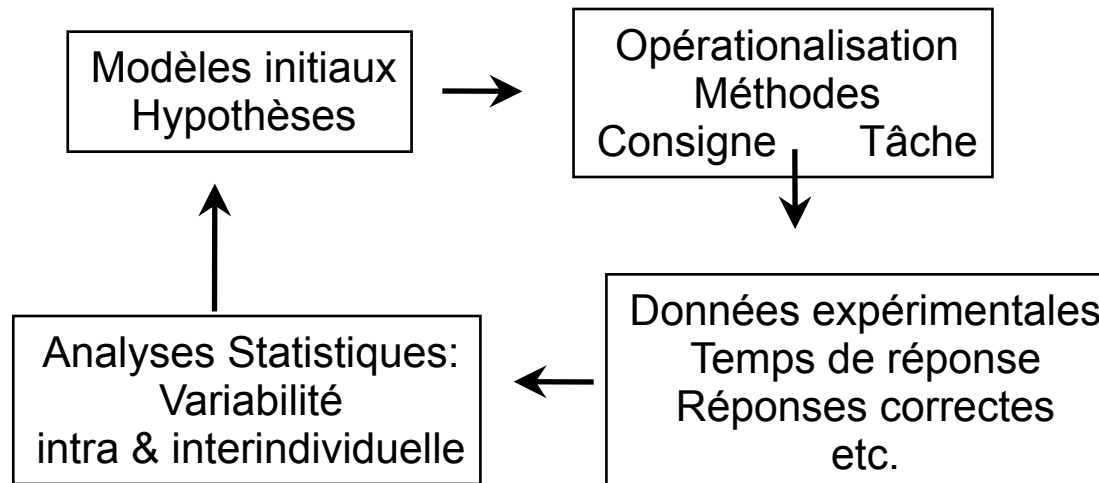 Modèles initiaux
Hypothèses
Opérationalisation
Méthodes
Consigne Tâche
Données expérimentales
Temps de réponse
Réponses correctes
etc.
Analyses Statistiques:
Variabilité
intra & interindividuelle